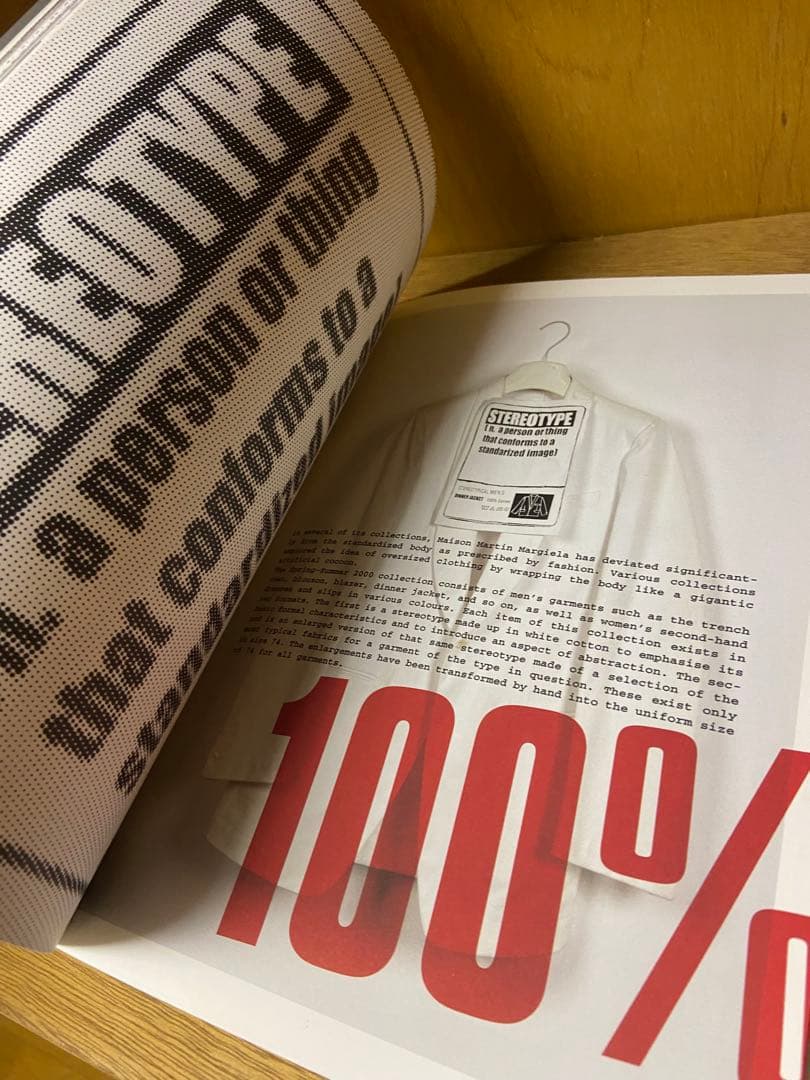 EOTYPE
a person or thing
that conforms to a
STEREOTYPE
( n. a person or thing
that conforms to a
standarized image)
STEREOTYPICAL MEN'S
DINNER JACKET 100%
In several of its collections, Maison Martin Margiela has deviated significant-
ly from the standardized body as prescribed by fashion. Various collections
explored the idea of oversized clothing by wrapping the body like a gigantic
artificial cocoon.
The Spring-Summer 2000 collection consists of men's garments such as the trench
coat, blouson, blazer, dinner jacket, and so on, as well as women's second-hand
dresses and slips in various colours. Each item of this collection exists in
two formats. The first is a stereotype made up in white cotton to emphasise its
basic formal characteristics and to introduce an aspect of abstraction. The sec-
ond is an enlarged version of that same stereotype made of a selection of the
most typical fabrics for a garment of the type in question. These exist only
in size 74. The enlargements have been transformed by hand into the uniform size
of 74 for all garments.
100%